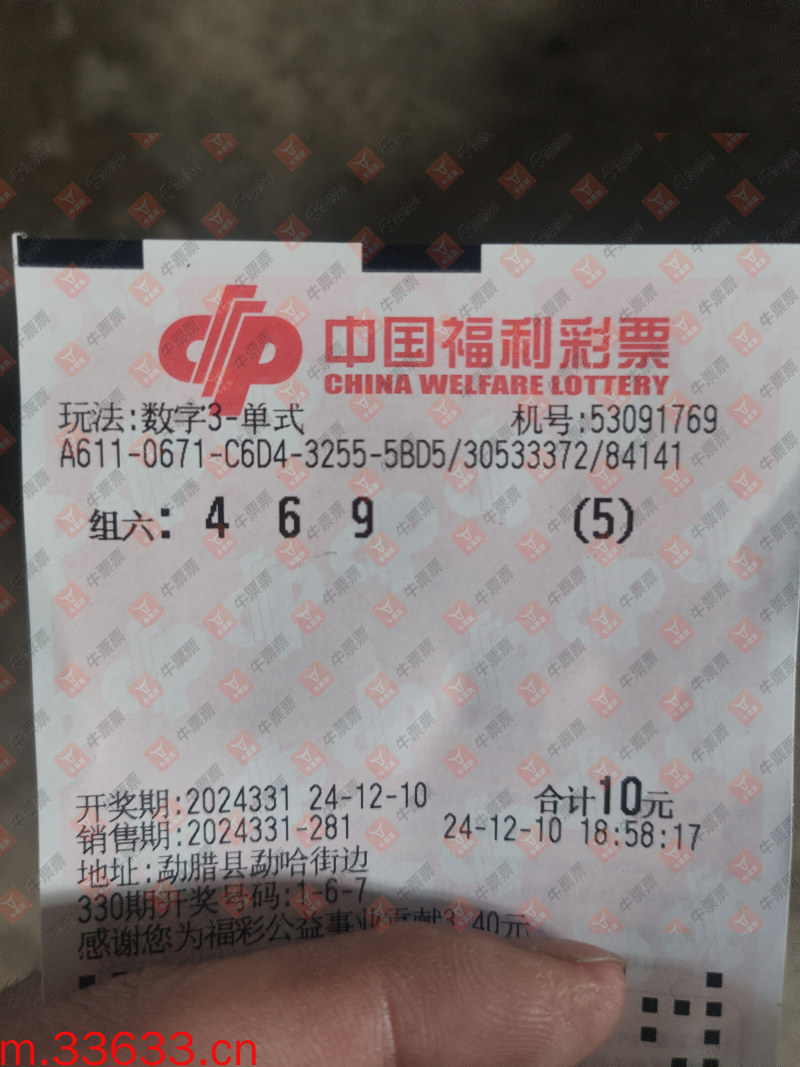 中国福利彩票
CHINA WELFARE LOTTERY
玩法:数字3-单式 机号:53091769
A611-0671-C6D4-3255-5BD5/30533372/84141
组六: 4 6 9 (5)
开奖期:2024331 24-12-10 合计10元
销售期:2024331-281 24-12-10 18:58:17
地址:勐腊县勐哈街边
330期开奖号码:1-6-7
感谢您为福彩公益事业贡献3.40元
m.33633.cn
牛票票